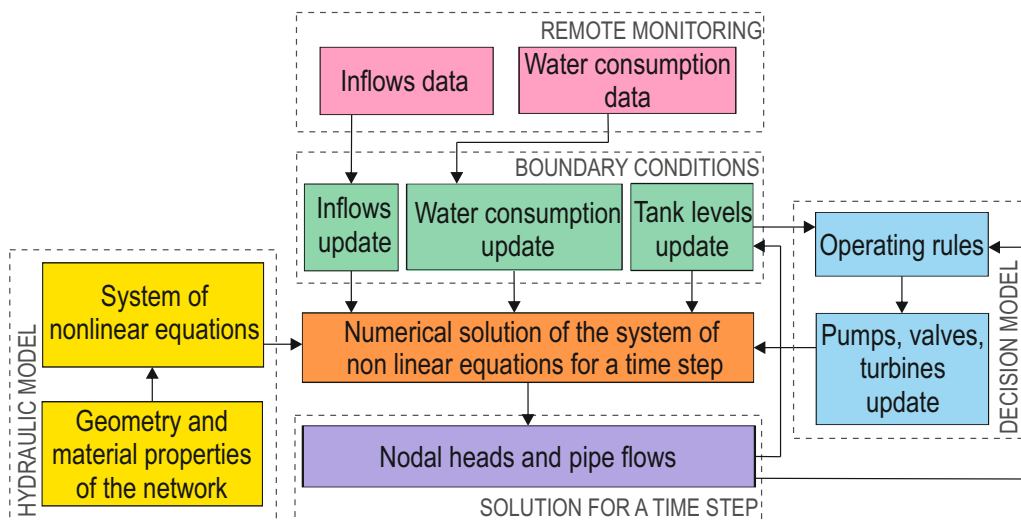 REMOTE MONITORING
Inflows data
Water consumption
data
BOUNDARY CONDITIONS
Inflows
update
Water consumption
update
Tank levels
update
HYDRAULIC MODEL
System of
nonlinear equations
Geometry and
material properties
of the network
Numerical solution of the system of
non linear equations for a time step
Operating rules
Pumps, valves,
turbines
update
DECISION MODEL
Nodal heads and pipe flows
SOLUTION FOR A TIME STEP